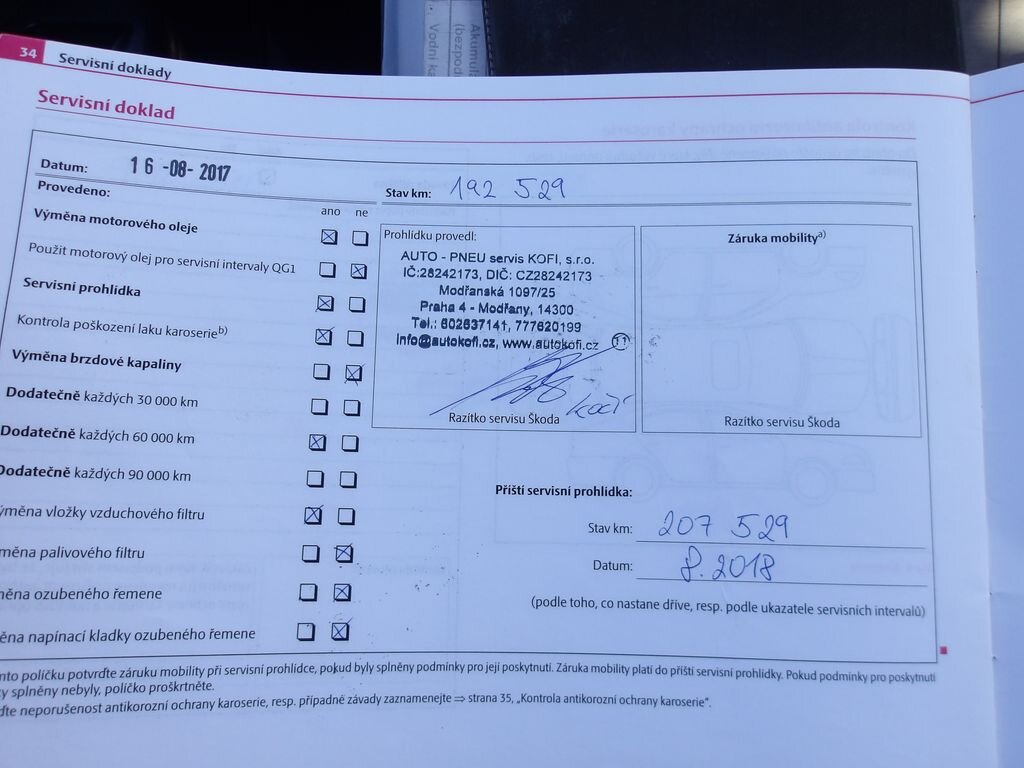 34 Servisní doklady
Servisní doklad
Datum: 16 -08- 2017
Stav km: 192 529
Provedeno:
ano ne
Výměna motorového oleje
Použit motorový olej pro servisní intervaly QG1
Servisní prohlídka
Kontrola poškození laku karosérieᵇ⁾
Výměna brzdové kapaliny
Dodatečně každých 30 000 km
Dodatečně každých 60 000 km
Dodatečně každých 90 000 km
ýměna vložky vzduchového filtru
měna palivového filtru
něna ozubeného řemene
ěna napínací kladky ozubeného řemene
Prohlídku provedl:
AUTO - PNEU servis KOFI, s.r.o.
IČ:28242173, DIČ: CZ28242173
Modřanská 1097/25
Praha 4 - Modřany, 14300
Tel.: 602637141, 777620199
info@autokofi.cz, www.autokofi.cz 11
Kočí
Razítko servisu Škoda
Záruka mobilityᵃ⁾
Razítko servisu Škoda
Příští servisní prohlídka:
Stav km: 207 529
Datum: 8. 2018
(podle toho, co nastane dříve, resp. podle ukazatele servisních intervalů)
nto políčku potvrďte záruku mobility při servisní prohlídce, pokud byly splněny podmínky pro její poskytnutí. Záruka mobility platí do příští servisní prohlídky. Pokud podmínky pro poskytnutí
y splněny nebyly, políčko proškrtněte.
ďte neporušenost antikorozní ochrany karoserie, resp. případné závady zaznamenejte ⇒ strana 35, „Kontrola antikorozní ochrany karoserie“.
Vodní